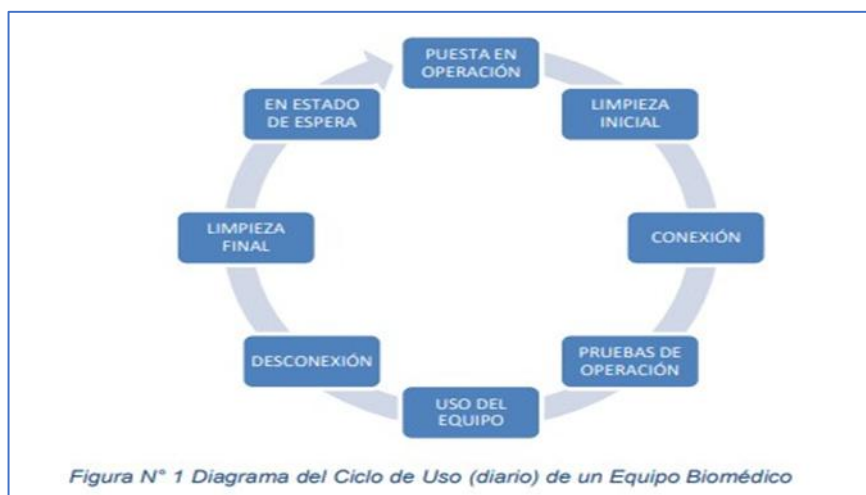 PUESTA EN
OPERACIÓN
LIMPIEZA
INICIAL
CONEXIÓN
PRUEBAS DE
OPERACIÓN
USO DEL
EQUIPO
DESCONEXIÓN
LIMPIEZA
FINAL
EN ESTADO
DE ESPERA
Figura N° 1 Diagrama del Ciclo de Uso (diario) de un Equipo Biomédico